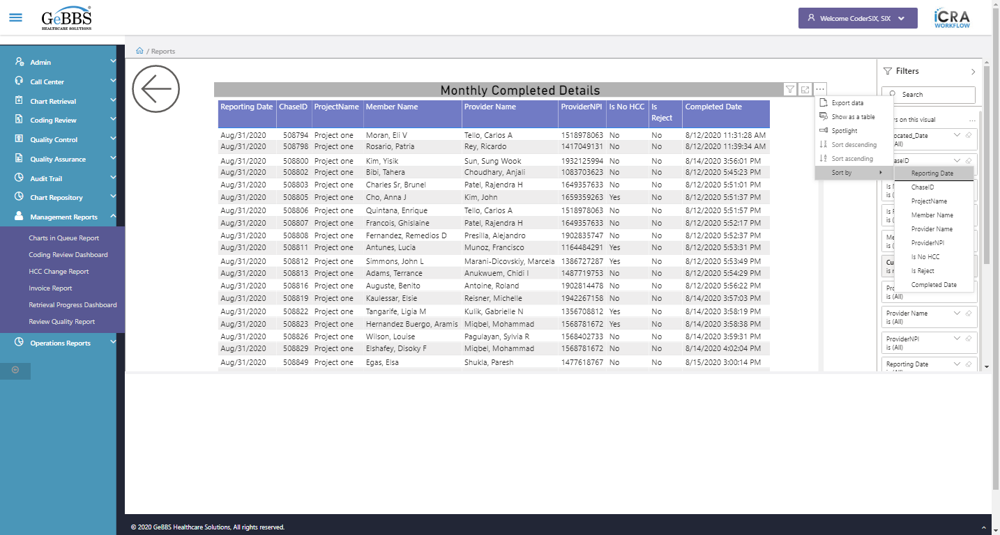 GeBBS
HEALTHCARE SOLUTIONS
Welcome CoderSIX, SIX
iCRA
WORKFLOW
Admin
Call Center
Chart Retrieval
Coding Review
Quality Control
Quality Assurance
Audit Trail
Chart Repository
Management Reports
Charts in Queue Report
Coding Review Dashboard
HCC Change Report
Invoice Report
Retrieval Progress Dashboard
Review Quality Report
Operations Reports
/ Reports
Monthly Completed Details
Reporting Date ChaseID ProjectName Member Name Provider Name ProviderNPI Is No HCC Is Reject Completed Date
Aug/31/2020 508794 Project one Moran, Eli V Tello, Carlos A 1518978063 No No 8/12/2020 11:31:28 AM
Aug/31/2020 508798 Project one Rosario, Patria Rey, Ricardo 1417049131 No No 8/12/2020 11:39:34 AM
Aug/31/2020 508800 Project one Kim, Yisik Sun, Sung Wook 1932125994 No No 8/14/2020 3:56:01 PM
Aug/31/2020 508802 Project one Bibi, Tahera Choudhary, Anjali 1083703623 No No 8/12/2020 5:45:23 PM
Aug/31/2020 508803 Project one Charles Sr, Brunel Patel, Rajendra H 1649357633 No No 8/12/2020 5:51:01 PM
Aug/31/2020 508805 Project one Cho, Anna J Kim, John 1659359263 Yes No 8/12/2020 5:51:37 PM
Aug/31/2020 508806 Project one Quintana, Enrique Tello, Carlos A 1518978063 No No 8/12/2020 5:51:57 PM
Aug/31/2020 508807 Project one Francois, Ghislaine Patel, Rajendra H 1649357633 No No 8/12/2020 5:52:17 PM
Aug/31/2020 508808 Project one Fernandez, Remedios D Presilla, Alejandro 1902835747 No No 8/12/2020 5:52:37 PM
Aug/31/2020 508811 Project one Antunes, Lucia Munoz, Francisco 1164484291 Yes No 8/12/2020 5:53:31 PM
Aug/31/2020 508812 Project one Simmons, John L Marani-Dicovskiy, Marcela 1386727287 Yes No 8/12/2020 5:53:49 PM
Aug/31/2020 508813 Project one Adams, Terrance Anukwuem, Chidi I 1487719753 No No 8/12/2020 5:54:29 PM
Aug/31/2020 508816 Project one Auguste, Benito Antoine, Roland 1902814478 No No 8/12/2020 5:56:22 PM
Aug/31/2020 508819 Project one Kaulessar, Elsie Reisner, Michelle 1942267158 No No 8/14/2020 3:57:03 PM
Aug/31/2020 508822 Project one Tangarife, Ligia M Kulik, Gabrielle N 1356708812 Yes No 8/14/2020 3:58:19 PM
Aug/31/2020 508823 Project one Hernandez Buergo, Aramis Miqbel, Mohammad 1568781672 Yes No 8/14/2020 3:58:38 PM
Aug/31/2020 508826 Project one Wilson, Louise Pagulayan, Sylvia R 1568402733 No No 8/14/2020 3:59:31 PM
Aug/31/2020 508829 Project one Elshafey, Disoky F Miqbel, Mohammad 1568781672 No No 8/14/2020 4:02:04 PM
Aug/31/2020 508849 Project one Egas, Elsa Shukla, Paresh 1477618767 No No 8/15/2020 3:00:14 PM
Export data
Show as a table
Spotlight
Sort descending
Sort ascending
Sort by
Reporting Date
ChaseID
ProjectName
Member Name
Provider Name
ProviderNPI
Is No HCC
Is Reject
Completed Date
Filters
Search
rs on this visual
ocated_Date
All)
aseID
Is N
is (
Is R
is (
Me
is (
Cu
is n
Pro
is (All)
Provider Name
is (All)
ProviderNPI
is (All)
Reporting Date
© 2020 GeBBS Healthcare Solutions, All rights reserved.